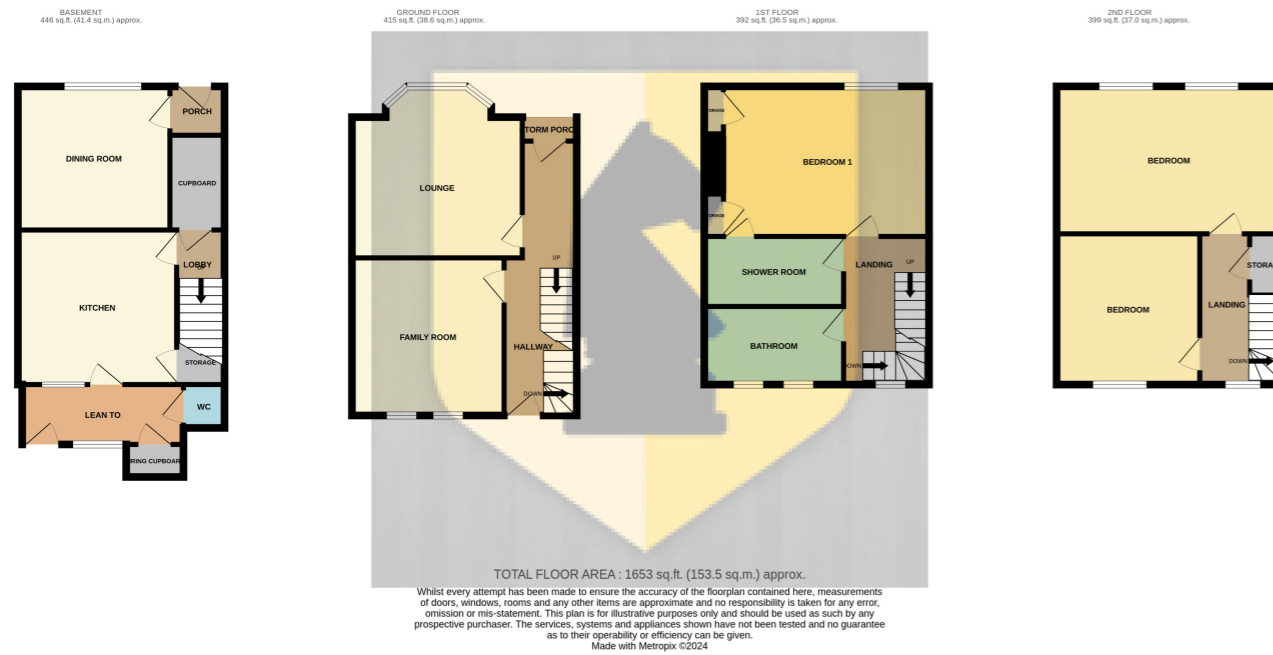 BASEMENT
446 sq.ft. (41.4 sq.m.) approx.
DINING ROOM
PORCH
CUPBOARD
LOBBY
UP
KITCHEN
STORAGE
LEAN TO
WC
RING CUPBOAR
GROUND FLOOR
415 sq.ft. (38.6 sq.m.) approx.
TORM PORC
LOUNGE
UP
FAMILY ROOM
HALLWAY
DOWN
1ST FLOOR
392 sq.ft. (36.5 sq.m.) approx.
BEDROOM 1
SHOWER ROOM
LANDING
UP
BATHROOM
OWN
2ND FLOOR
399 sq.ft. (37.0 sq.m.) approx.
BEDROOM
STORA
BEDROOM
LANDING
DOWN
TOTAL FLOOR AREA : 1653 sq.ft. (153.5 sq.m.) approx.
Whilst every attempt has been made to ensure the accuracy of the floorplan contained here, measurements
of doors, windows, rooms and any other items are approximate and no responsibility is taken for any error,
omission or mis-statement. This plan is for illustrative purposes only and should be used as such by any
prospective purchaser. The services, systems and appliances shown have not been tested and no guarantee
as to their operability or efficiency can be given.
Made with Metropix ©2024